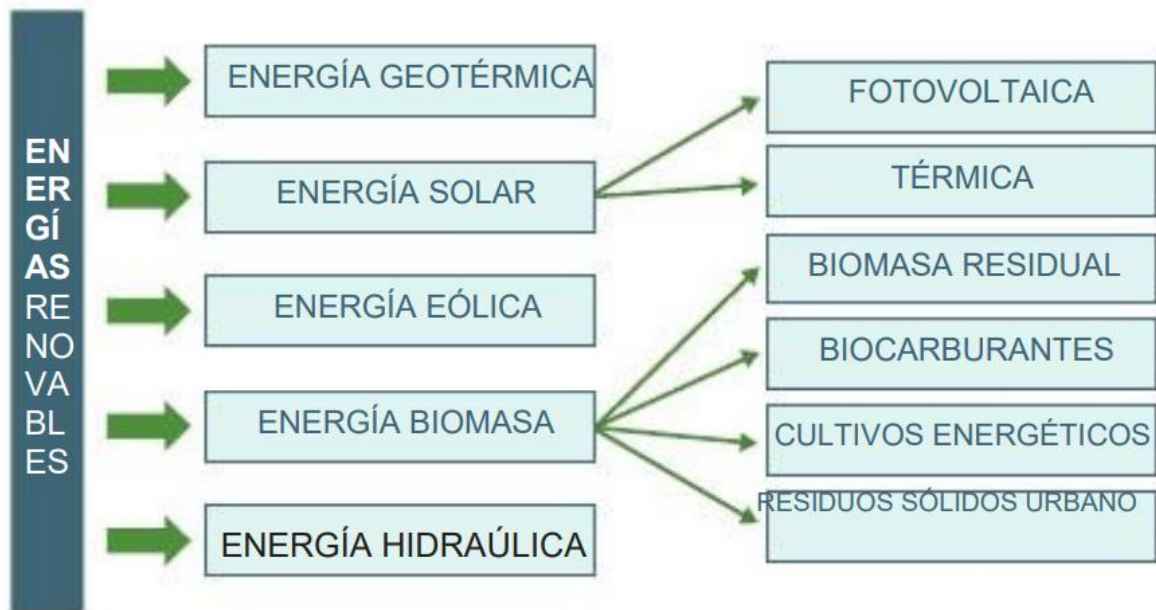 EN
ER
GÍ
AS
RE
NO
VA
BL
ES
ENERGÍA GEOTÉRMICA
ENERGÍA SOLAR
ENERGÍA EÓLICA
ENERGÍA BIOMASA
ENERGÍA HIDRAÚLICA
FOTOVOLTAICA
TÉRMICA
BIOMASA RESIDUAL
BIOCARBURANTES
CULTIVOS ENERGÉTICOS
RESIDUOS SÓLIDOS URBANO